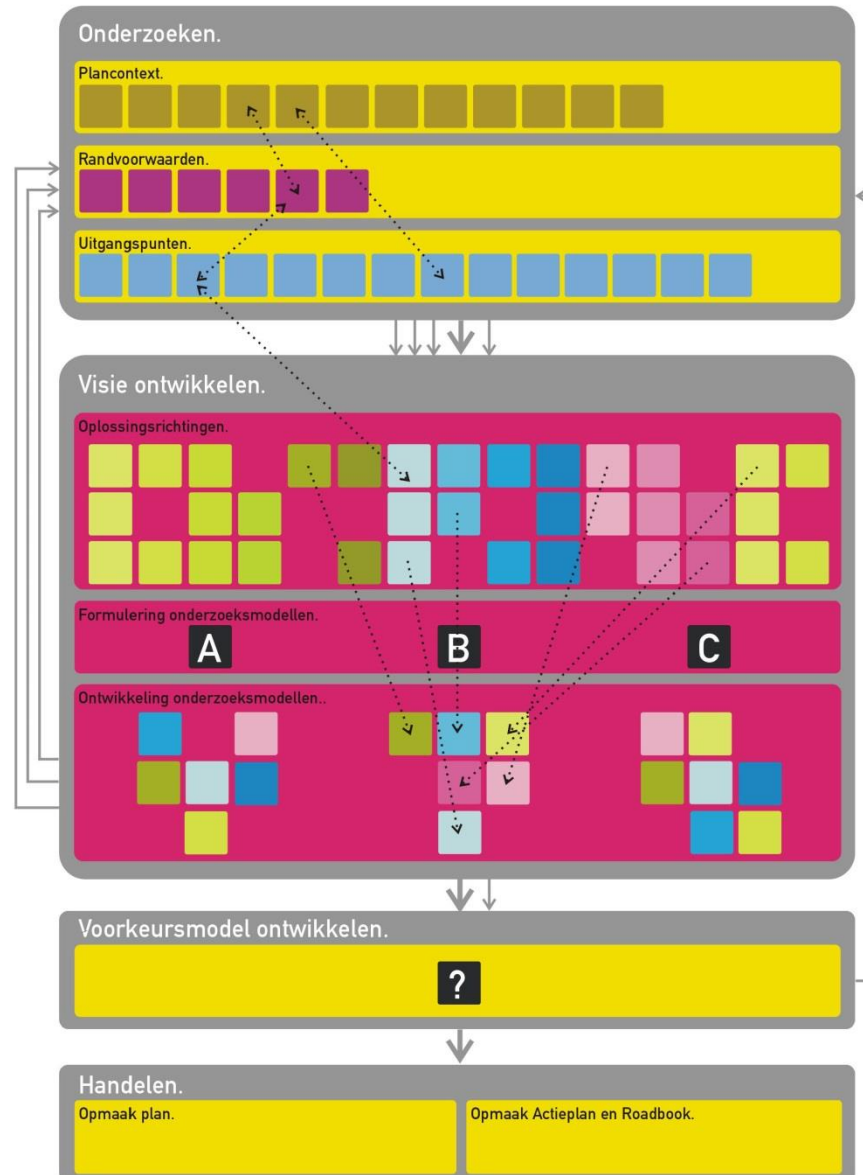 Onderzoeken.
Plancontext.
Randvoorwaarden.
Uitgangspunten.
Visie ontwikkelen.
Oplossingsrichtingen.
Formulering onderzoeksmodellen.
A B C
Ontwikkeling onderzoeksmodellen..
Voorkeursmodel ontwikkelen.
?
Handelen.
Opmaak plan.
Opmaak Actieplan en Roadbook.